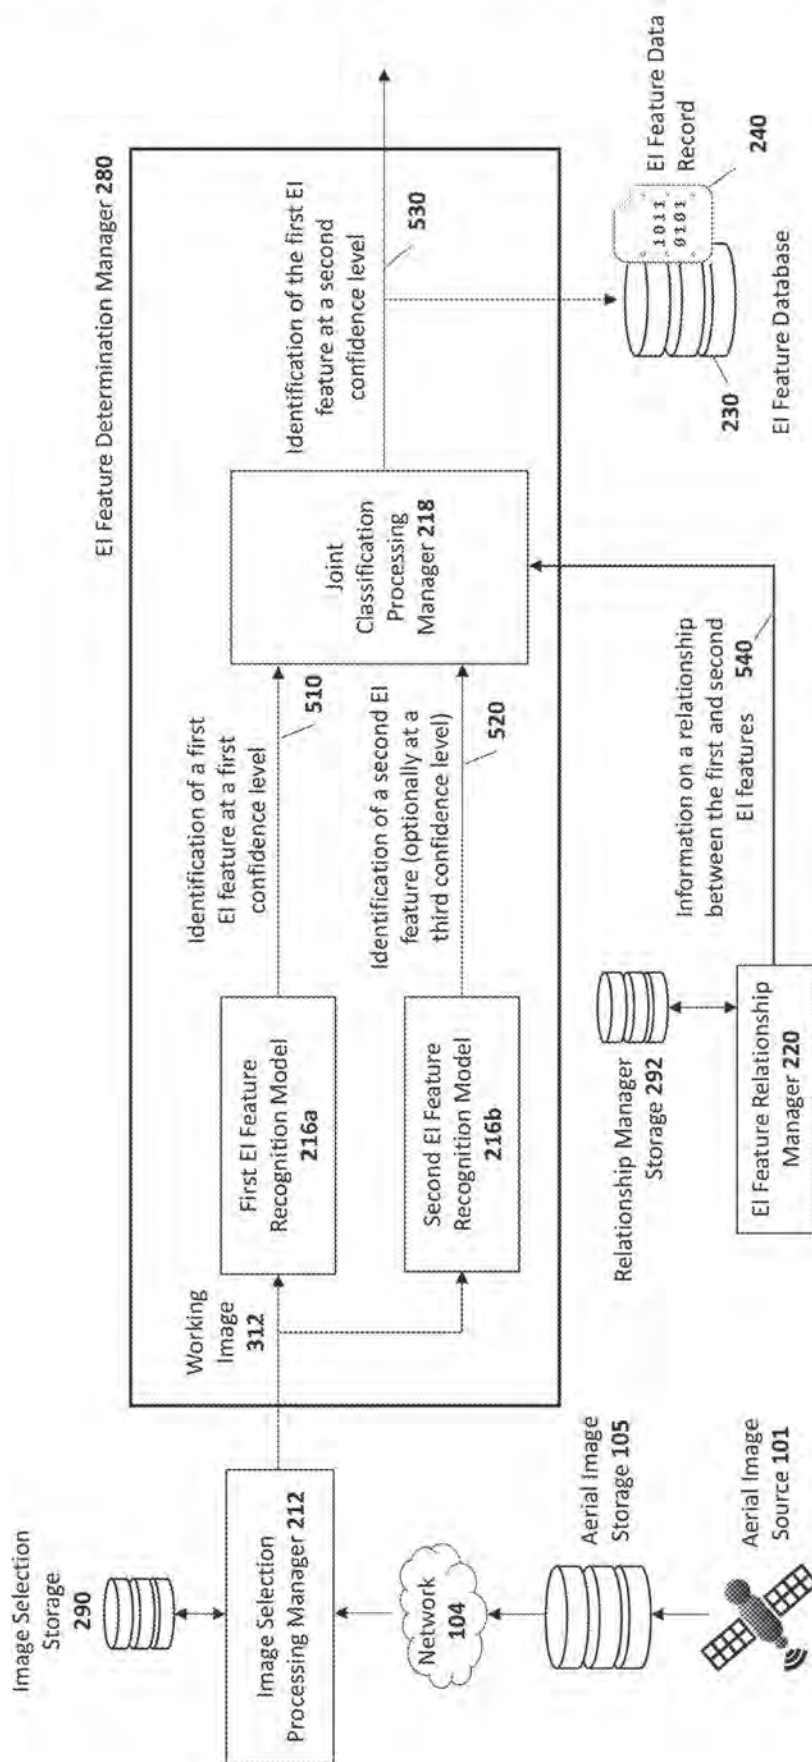 EI Feature Determination Manager 280
Image Selection
Storage
290
Image Selection
Processing Manager 212
Network
104
Aerial Image
Storage 105
Aerial Image
Source 101
Working
Image
312
First EI Feature
Recognition Model
216a
Second EI Feature
Recognition Model
216b
Identification of a first
EI feature at a first
confidence level
510
Identification of a second EI
feature (optionally at a
third confidence level)
520
Joint
Classification
Processing
Manager 218
Identification of the first EI
feature at a second
confidence level
530
Relationship Manager
Storage 292
EI Feature Relationship
Manager 220
Information on a relationship
between the first and second
EI features
540
230
EI Feature Database
1011
0101
EI Feature Data
Record
240